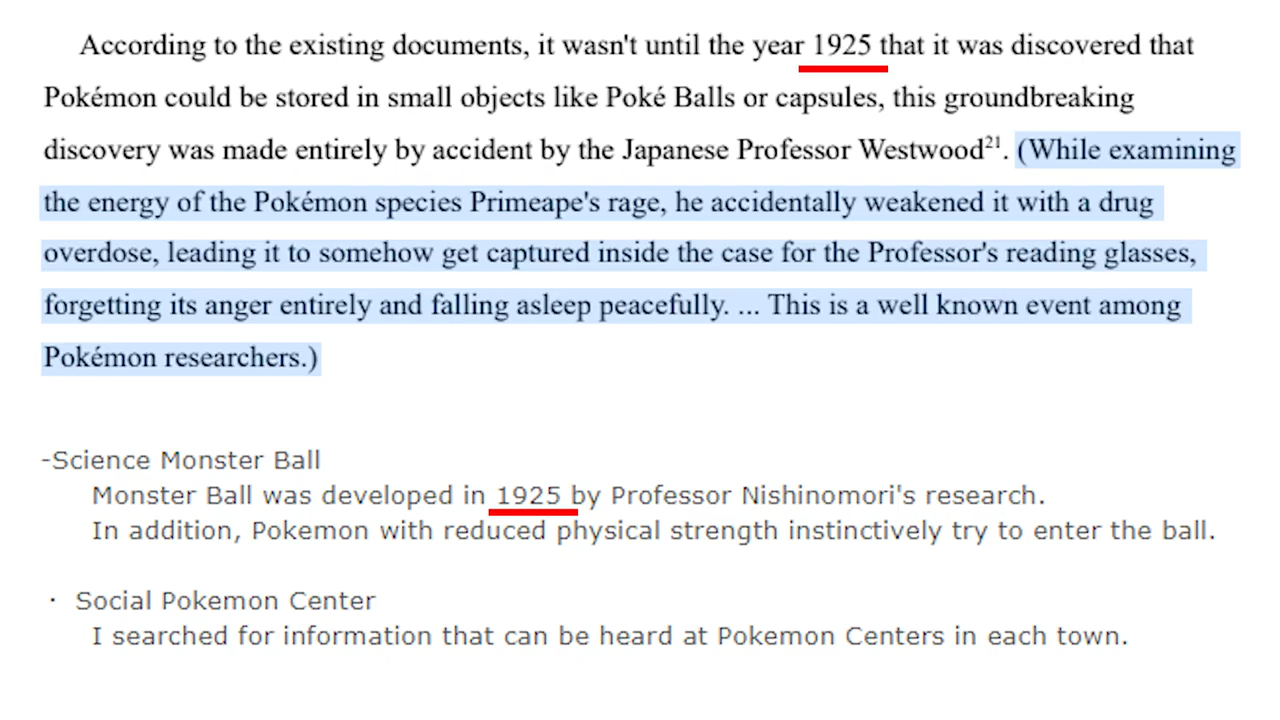 According to the existing documents, it wasn't until the year 1925 that it was discovered that
Pokémon could be stored in small objects like Poké Balls or capsules, this groundbreaking
discovery was made entirely by accident by the Japanese Professor Westwood²¹. (While examining
the energy of the Pokémon species Primeape's rage, he accidentally weakened it with a drug
overdose, leading it to somehow get captured inside the case for the Professor's reading glasses,
forgetting its anger entirely and falling asleep peacefully. ... This is a well known event among
Pokémon researchers.)
-Science Monster Ball
Monster Ball was developed in 1925 by Professor Nishinomori's research.
In addition, Pokemon with reduced physical strength instinctively try to enter the ball.
· Social Pokemon Center
I searched for information that can be heard at Pokemon Centers in each town.